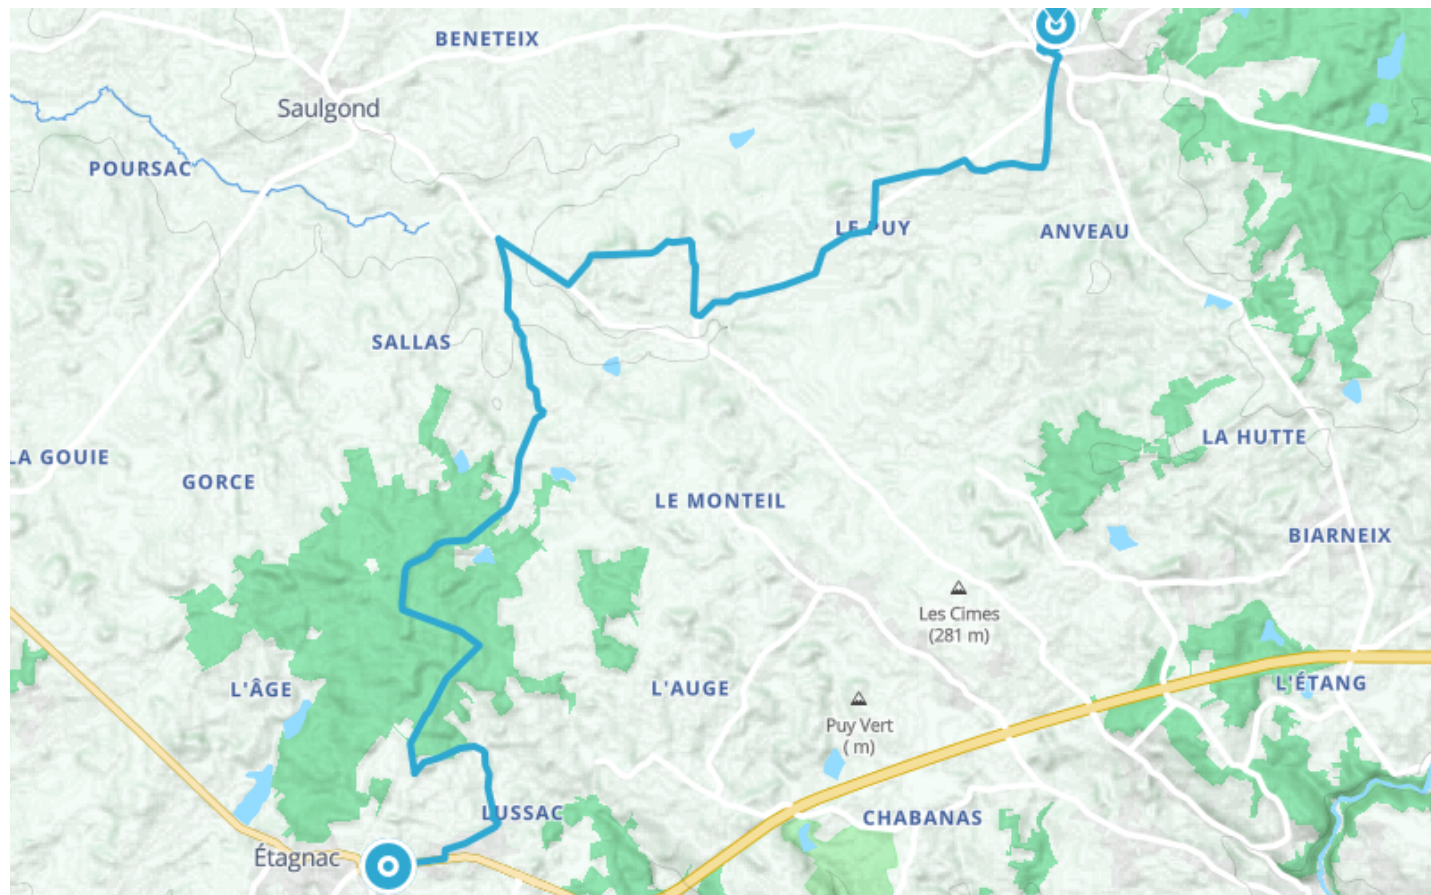 BENETEIX
Saulgond
POURSAC
LE PUY
ANVEAU
SALLAS
LA GOUIE
GORCE
LA HUTTE
LE MONTEIL
BIARNEIX
Les Cimes
(281 m)
L'ÂGE
L'AUGE
L'ÉTANG
Puy Vert
( m)
LUSSAC
CHABANAS
Étagnac